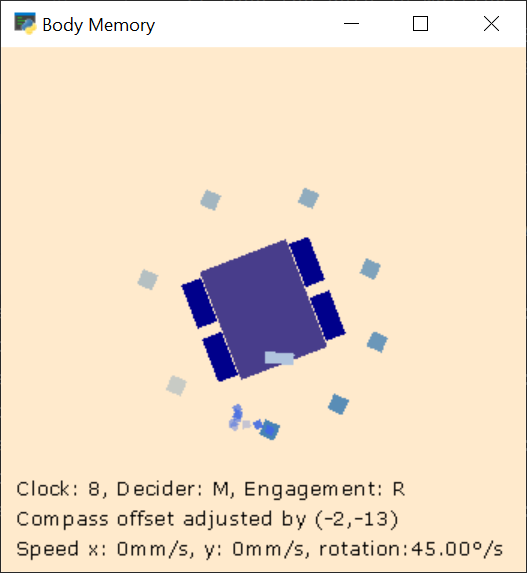 Body Memory
Clock: 8, Decider: M, Engagement: R
Compass offset adjusted by (-2,-13)
Speed x: 0mm/s, y: 0mm/s, rotation:45.00°/s